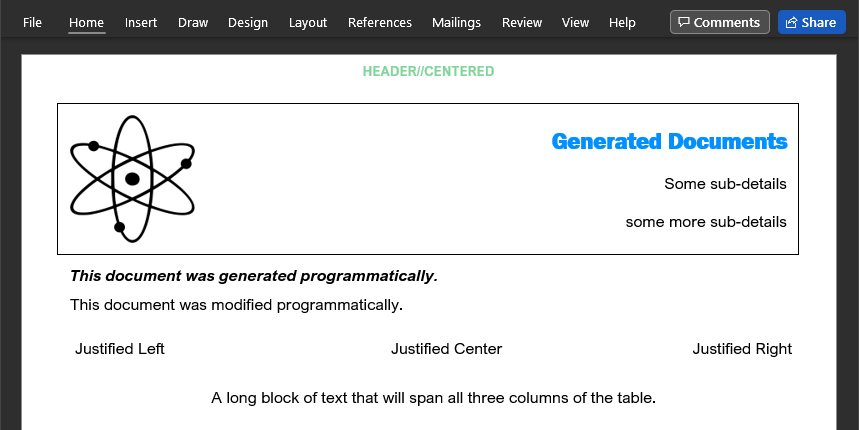 File Home Insert Draw Design Layout References Mailings Review View Help Comments Share
HEADER//CENTERED
Generated Documents
Some sub-details
some more sub-details
This document was generated programmatically.
This document was modified programmatically.
Justified Left Justified Center Justified Right
A long block of text that will span all three columns of the table.